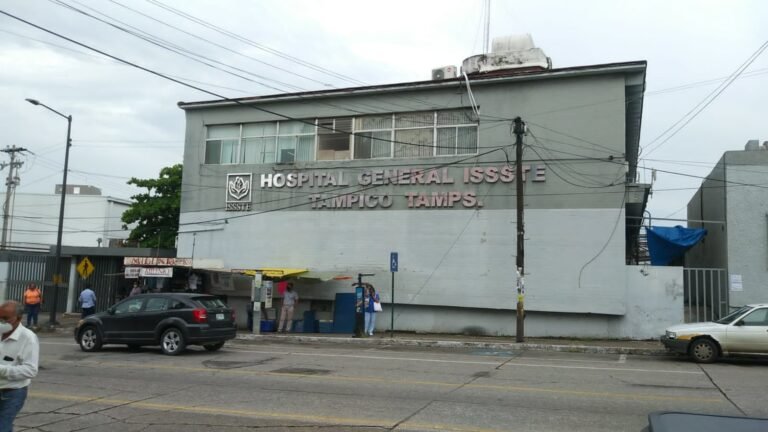 HOSPITAL GENERAL ISSSTE
TAMPICO TAMPS.
ISSSTE